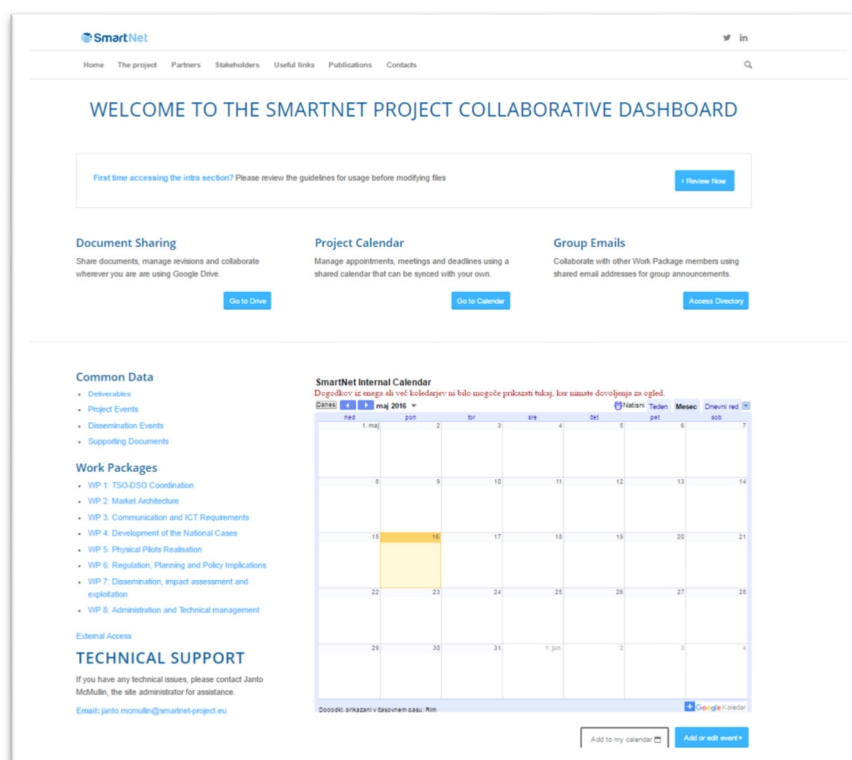 SmartNet
Home The project Partners Stakeholders Useful links Publications Contacts
WELCOME TO THE SMARTNET PROJECT COLLABORATIVE DASHBOARD
First time accessing the intra section? Please review the guidelines for usage before modifying files
› Review Now
Document Sharing
Share documents, manage revisions and collaborate
wherever you are are using Google Drive.
Go to Drive
Project Calendar
Manage appointments, meetings and deadlines using a
shared calendar that can be synced with your own.
Go to Calendar
Group Emails
Collaborate with other Work Package members using
shared email addresses for group announcements.
Access Directory
Common Data
• Deliverables
• Project Events
• Dissemination Events
• Supporting Documents
Work Packages
• WP 1: TSO-DSO Coordination
• WP 2: Market Architecture
• WP 3: Communication and ICT Requirements
• WP 4: Development of the National Cases
• WP 5: Physical Pilots Realisation
• WP 6: Regulation, Planning and Policy Implications
• WP 7: Dissemination, impact assessment and
exploitation
• WP 8: Administration and Technical management
External Access
TECHNICAL SUPPORT
If you have any technical issues, please contact Janto
McMullin, the site administrator for assistance.
Email: janto.mcmullin@smartnet-project.eu
SmartNet Internal Calendar
Dogodkov iz enega ali več koledarjev ni bilo mogoče prikazati tukaj, ker nimate dovoljenja za ogled.
Danes maj 2016 Natisni Teden Mesec Dnevni red
ned pon tor sre čet pet sob
1. maj 2 3 4 5 6 7
8 9 10 11 12 13 14
15 16 17 18 19 20 21
22 23 24 25 26 27 28
29 30 31 1. jun 2 3 4
Dogodki, prikazani v časovnem pasu: Rim
Google Koledar
Add to my calendar
Add or edit event